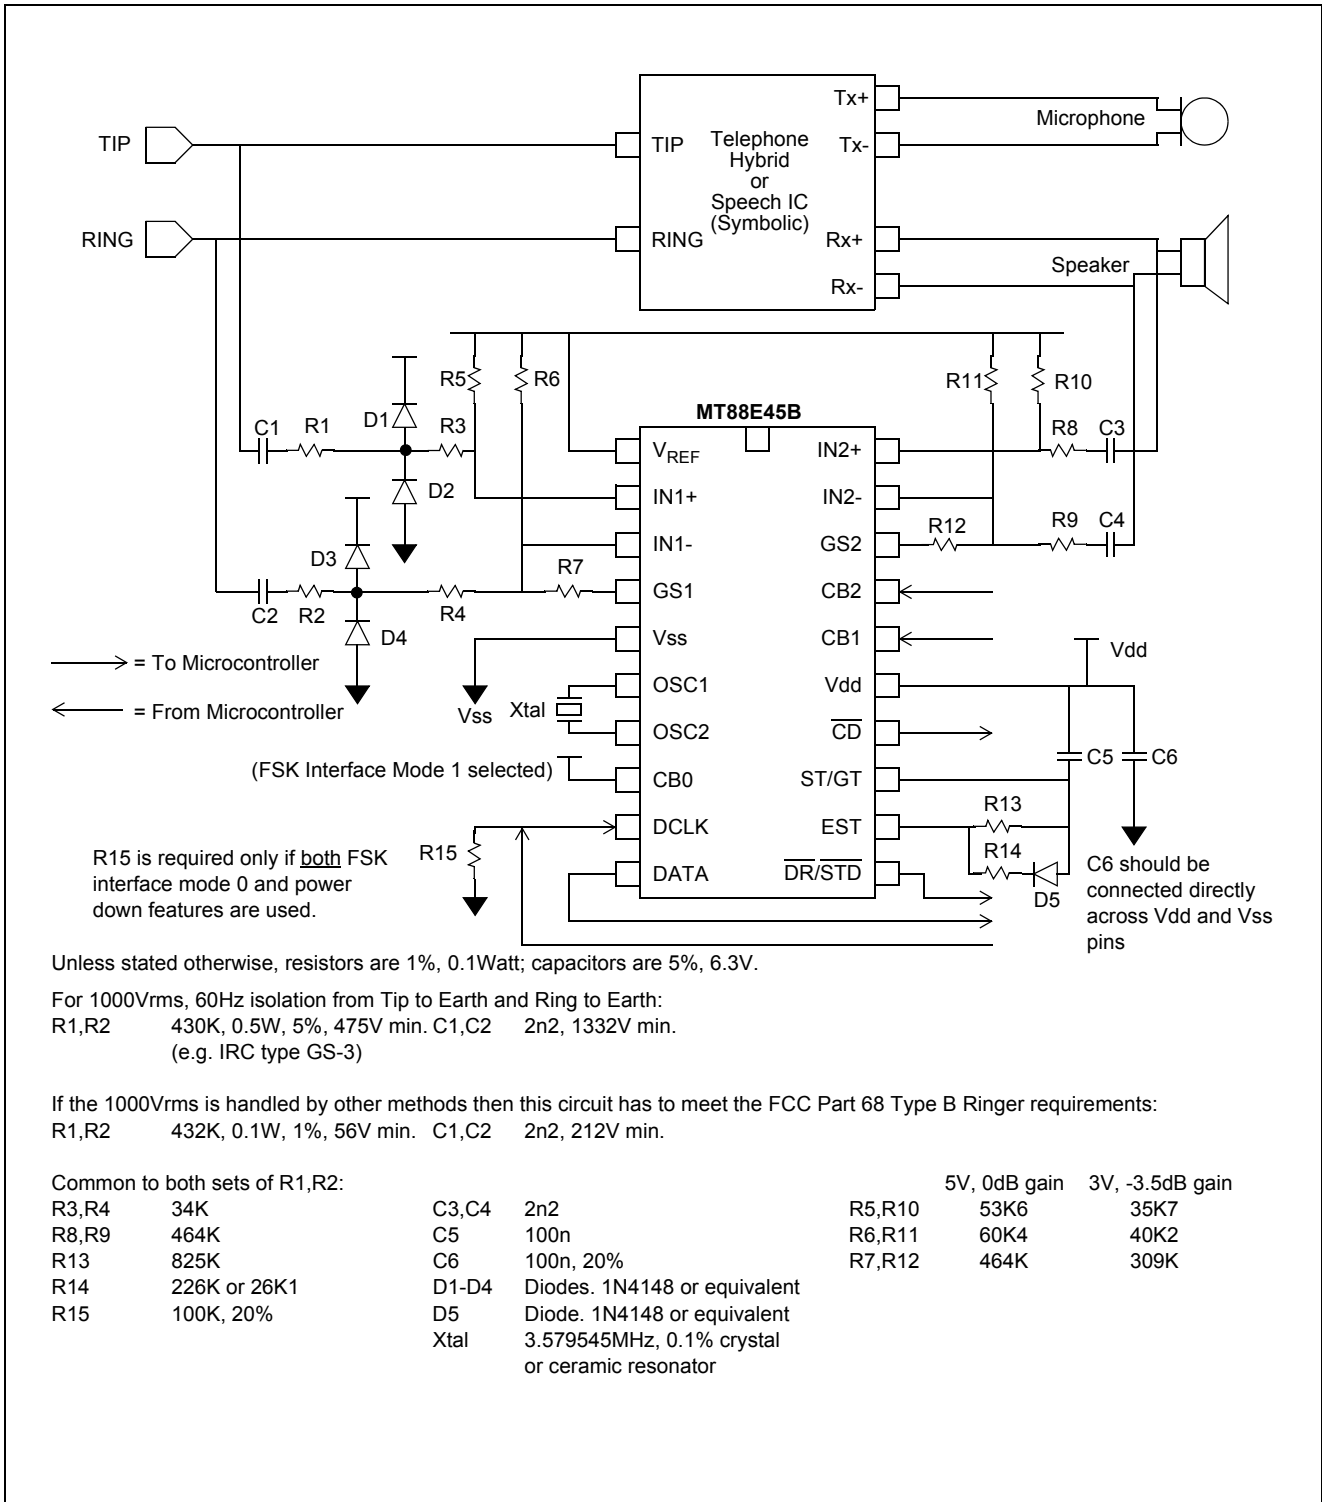 Tx+
Microphone
TIP
TIP
Telephone
Hybrid
or
Speech IC
(Symbolic)
Tx-
RING
RING
Rx+
Speaker
Rx-
R5
R6
R11
R10
MT88E45B
C1
R1
D1
R3
R8
C3
VREF
IN2+
D2
IN1+
IN2-
D3
R12
R9
C4
IN1-
GS2
R7
C2
R2
R4
GS1
CB2
D4
Vss
CB1
Vdd
= To Microcontroller
OSC1
Vdd
Vss
Xtal
= From Microcontroller
OSC2
CD
(FSK Interface Mode 1 selected)
CB0
ST/GT
C5
C6
R13
DCLK
EST
R15
R14
D5
DATA
DR/STD
R15 is required only if both FSK
interface mode 0 and power
down features are used.
C6 should be
connected directly
across Vdd and Vss
pins
Unless stated otherwise, resistors are 1%, 0.1Watt; capacitors are 5%, 6.3V.
For 1000Vrms, 60Hz isolation from Tip to Earth and Ring to Earth:
R1,R2 430K, 0.5W, 5%, 475V min. C1,C2 2n2, 1332V min.
(e.g. IRC type GS-3)
If the 1000Vrms is handled by other methods then this circuit has to meet the FCC Part 68 Type B Ringer requirements:
R1,R2 432K, 0.1W, 1%, 56V min. C1,C2 2n2, 212V min.
Common to both sets of R1,R2: 5V, 0dB gain 3V, -3.5dB gain
R3,R4 34K C3,C4 2n2 R5,R10 53K6 35K7
R8,R9 464K C5 100n R6,R11 60K4 40K2
R13 825K C6 100n, 20% R7,R12 464K 309K
R14 226K or 26K1 D1-D4 Diodes. 1N4148 or equivalent
R15 100K, 20% D5 Diode. 1N4148 or equivalent
Xtal 3.579545MHz, 0.1% crystal
or ceramic resonator